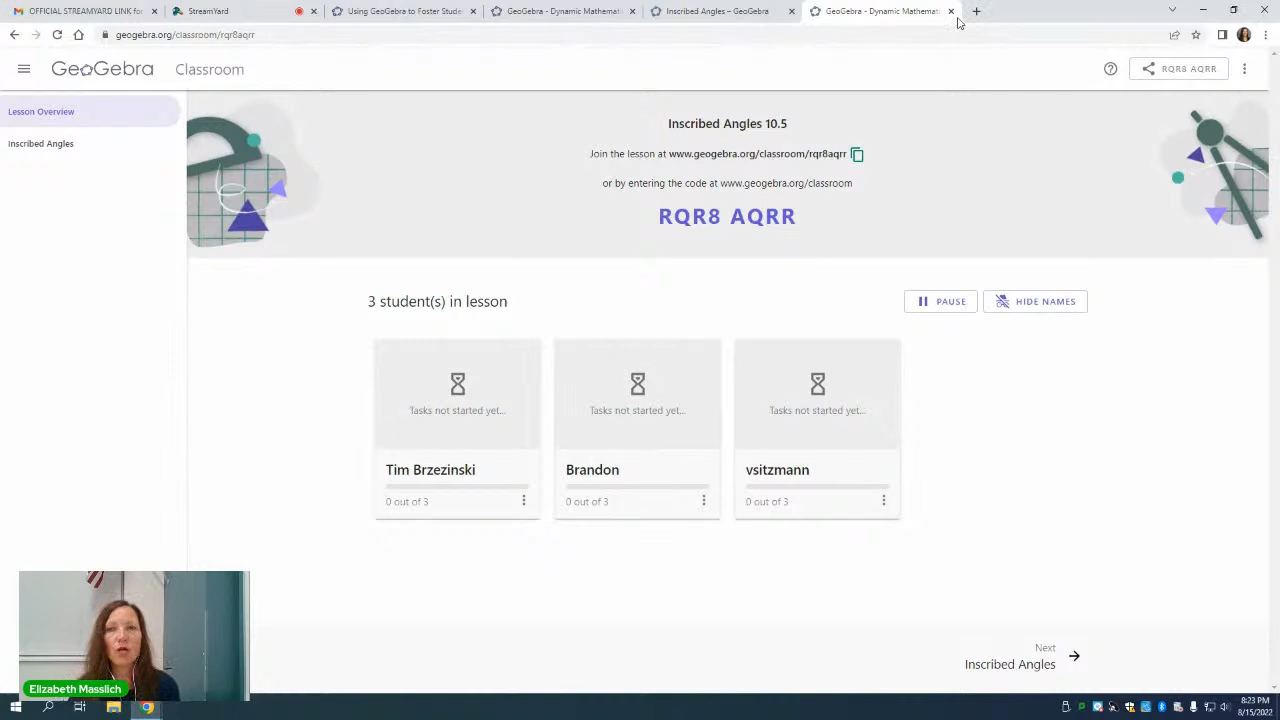 OFFICIAL STREAMYARD LINK for
StreamYard
Using GeoGebra to Foster Studen
GeoGebra - Dynamic Mathemat
Inscribed Angles – GeoGebra
GeoGebra - Dynamic Mathemat
geogebra.org/classroom/rqr8aqrr
GeoGebra
Classroom
RQR8 AQRR
Lesson Overview
Inscribed Angles
Inscribed Angles 10.5
Join the lesson at www.geogebra.org/classroom/rqr8aqrr
or by entering the code at www.geogebra.org/classroom
RQR8 AQRR
3 student(s) in lesson
PAUSE
HIDE NAMES
Tasks not started yet...
Tasks not started yet...
Tasks not started yet...
Tim Brzezinski
Brandon
vsitzmann
0 out of 3
0 out of 3
0 out of 3
Next
Inscribed Angles
Elizabeth Masslich
8:23 PM
8/15/2022